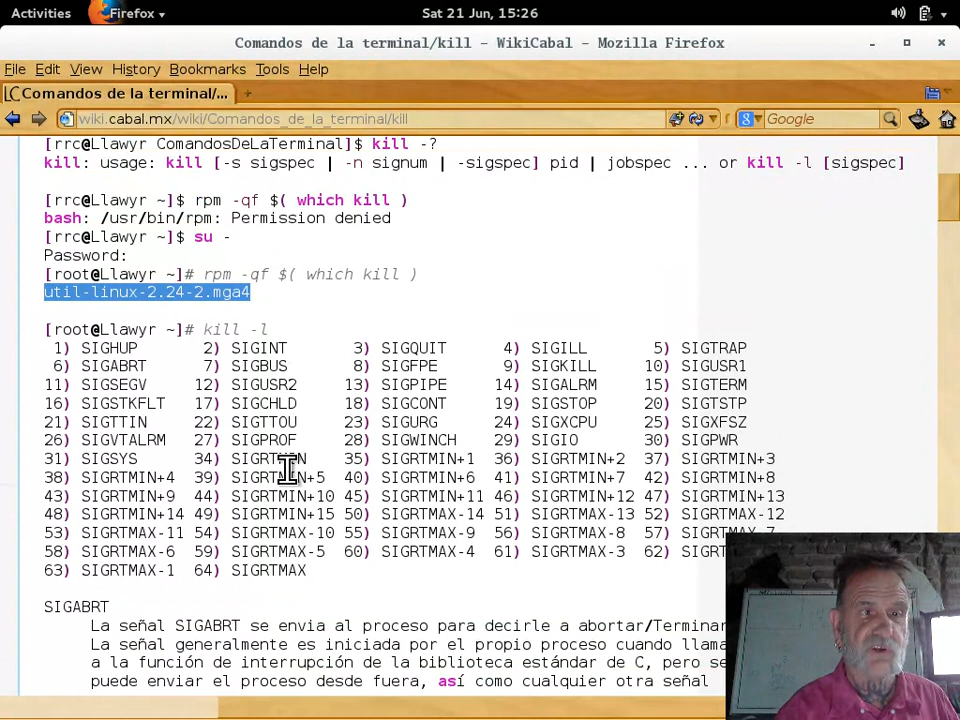 Activities Firefox Sat 21 Jun, 15:26
Comandos de la terminal/kill - WikiCabal - Mozilla Firefox
File Edit View History Bookmarks Tools Help
Comandos de la terminal/...
wiki.cabal.mx/wiki/Comandos_de_la_terminal/kill Google
[rrc@Llawyr ComandosDeLaTerminal]$ kill -?
kill: usage: kill [-s sigspec | -n signum | -sigspec] pid | jobspec ... or kill -l [sigspec]
[rrc@Llawyr ~]$ rpm -qf $( which kill )
bash: /usr/bin/rpm: Permission denied
[rrc@Llawyr ~]$ su -
Password:
[root@Llawyr ~]# rpm -qf $( which kill )
util-linux-2.24-2.mga4
[root@Llawyr ~]# kill -l
1) SIGHUP 2) SIGINT 3) SIGQUIT 4) SIGILL 5) SIGTRAP
6) SIGABRT 7) SIGBUS 8) SIGFPE 9) SIGKILL 10) SIGUSR1
11) SIGSEGV 12) SIGUSR2 13) SIGPIPE 14) SIGALRM 15) SIGTERM
16) SIGSTKFLT 17) SIGCHLD 18) SIGCONT 19) SIGSTOP 20) SIGTSTP
21) SIGTTIN 22) SIGTTOU 23) SIGURG 24) SIGXCPU 25) SIGXFSZ
26) SIGVTALRM 27) SIGPROF 28) SIGWINCH 29) SIGIO 30) SIGPWR
31) SIGSYS 34) SIGRTMIN 35) SIGRTMIN+1 36) SIGRTMIN+2 37) SIGRTMIN+3
38) SIGRTMIN+4 39) SIGRTMIN+5 40) SIGRTMIN+6 41) SIGRTMIN+7 42) SIGRTMIN+8
43) SIGRTMIN+9 44) SIGRTMIN+10 45) SIGRTMIN+11 46) SIGRTMIN+12 47) SIGRTMIN+13
48) SIGRTMIN+14 49) SIGRTMIN+15 50) SIGRTMAX-14 51) SIGRTMAX-13 52) SIGRTMAX-12
53) SIGRTMAX-11 54) SIGRTMAX-10 55) SIGRTMAX-9 56) SIGRTMAX-8 57) SIGRTMAX-7
58) SIGRTMAX-6 59) SIGRTMAX-5 60) SIGRTMAX-4 61) SIGRTMAX-3 62)
63) SIGRTMAX-1 64) SIGRTMAX
SIGABRT
La señal SIGABRT se envia al proceso para decirle a abortar/Terminar
La señal generalmente es iniciada por el propio proceso cuando llama
a la función de interrupción de la biblioteca estándar de C, pero se
puede enviar el proceso desde fuera, así como cualquier otra señal